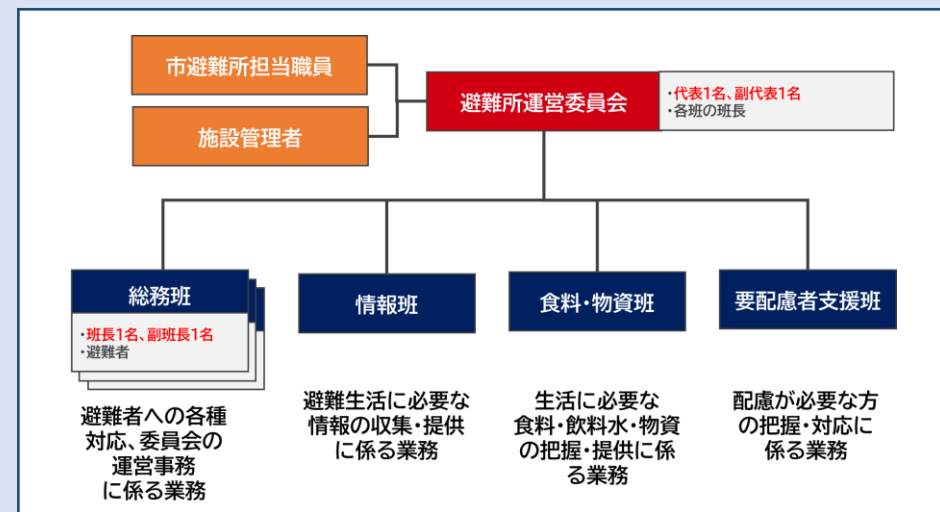 市避難所担当職員
施設管理者
避難所運営委員会
・代表1名、副代表1名
・各班の班長
総務班
・班長1名、副班長1名
・避難者
避難者への各種
対応、委員会の
運営事務
に係る業務
情報班
避難生活に必要な
情報の収集・提供
に係る業務
食料・物資班
生活に必要な
食料・飲料水・物資
の把握・提供に係
る業務
要配慮者支援班
配慮が必要な方
の把握・対応に
係る業務